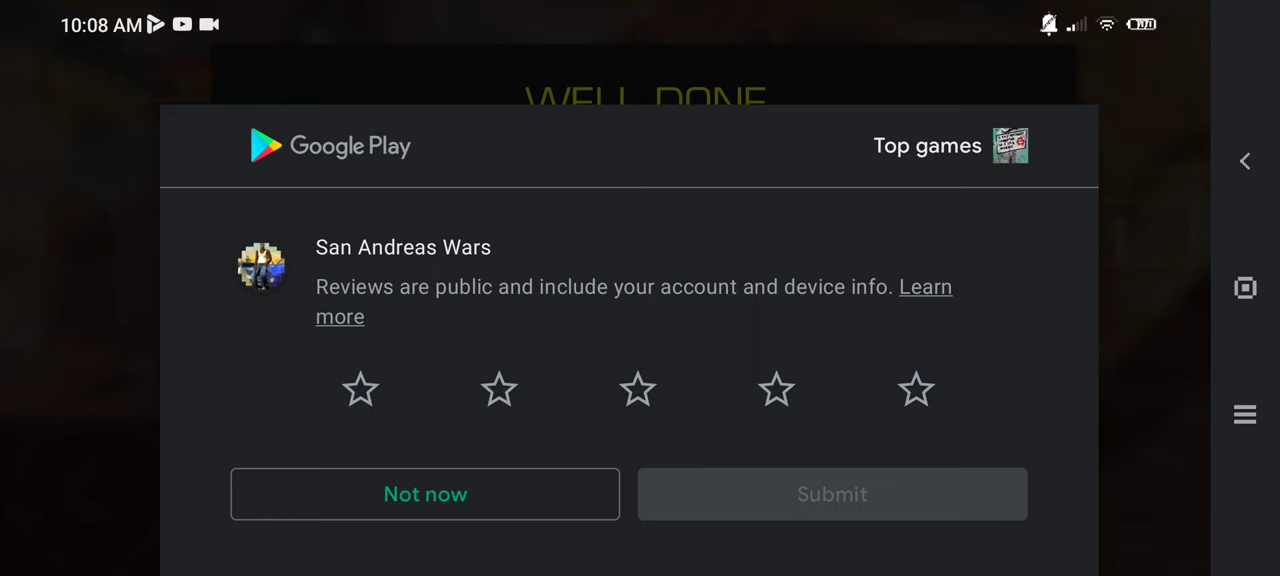 10:08 AM
WELL DONE
Google Play
Top games
San Andreas Wars
Reviews are public and include your account and device info. Learn
more
Not now
Submit